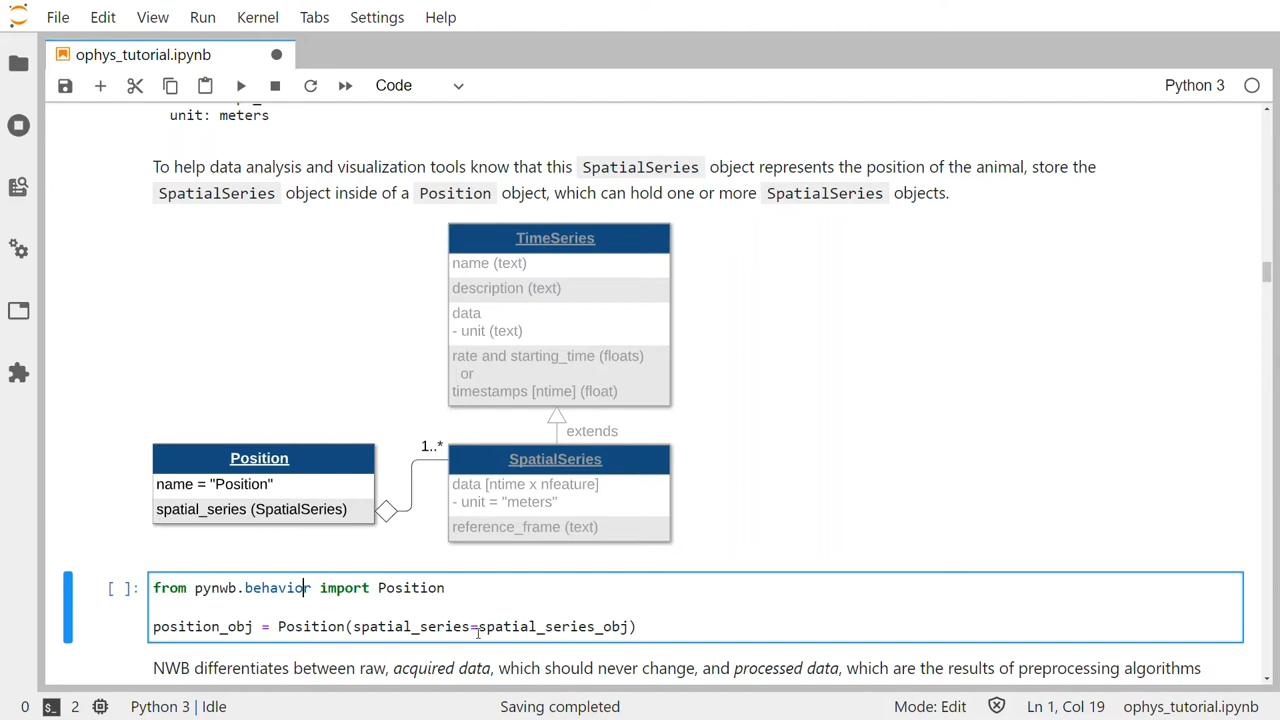 File Edit View Run Kernel Tabs Settings Help
ophys_tutorial.ipynb
Code
Python 3
unit: meters
To help data analysis and visualization tools know that this SpatialSeries object represents the position of the animal, store the
SpatialSeries object inside of a Position object, which can hold one or more SpatialSeries objects.
TimeSeries
name (text)
description (text)
data
- unit (text)
rate and starting_time (floats)
or
timestamps [ntime] (float)
extends
1..*
Position
name = "Position"
spatial_series (SpatialSeries)
SpatialSeries
data [ntime x nfeature]
- unit = "meters"
reference_frame (text)
[ ]: from pynwb.behavior import Position
position_obj = Position(spatial_series=spatial_series_obj)
NWB differentiates between raw, acquired data, which should never change, and processed data, which are the results of preprocessing algorithms
0 2 Python 3 | Idle Saving completed Mode: Edit Ln 1, Col 19 ophys_tutorial.ipynb